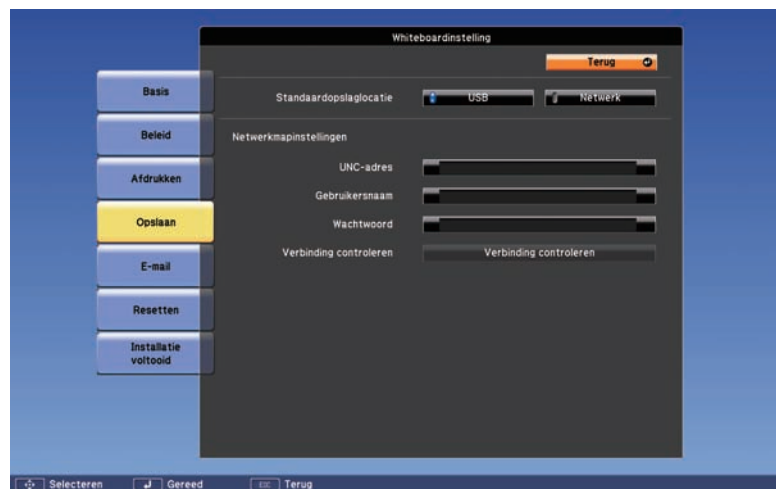 Whiteboardinstelling
Terug
Basis
Beleid
Afdrukken
Opslaan
E-mail
Resetten
Installatie
voltooid
Standaardopslaglocatie USB Netwerk
Netwerkmapinstellingen
UNC-adres
Gebruikersnaam
Wachtwoord
Verbinding controleren Verbinding controleren
Selecteren Gereed Esc Terug